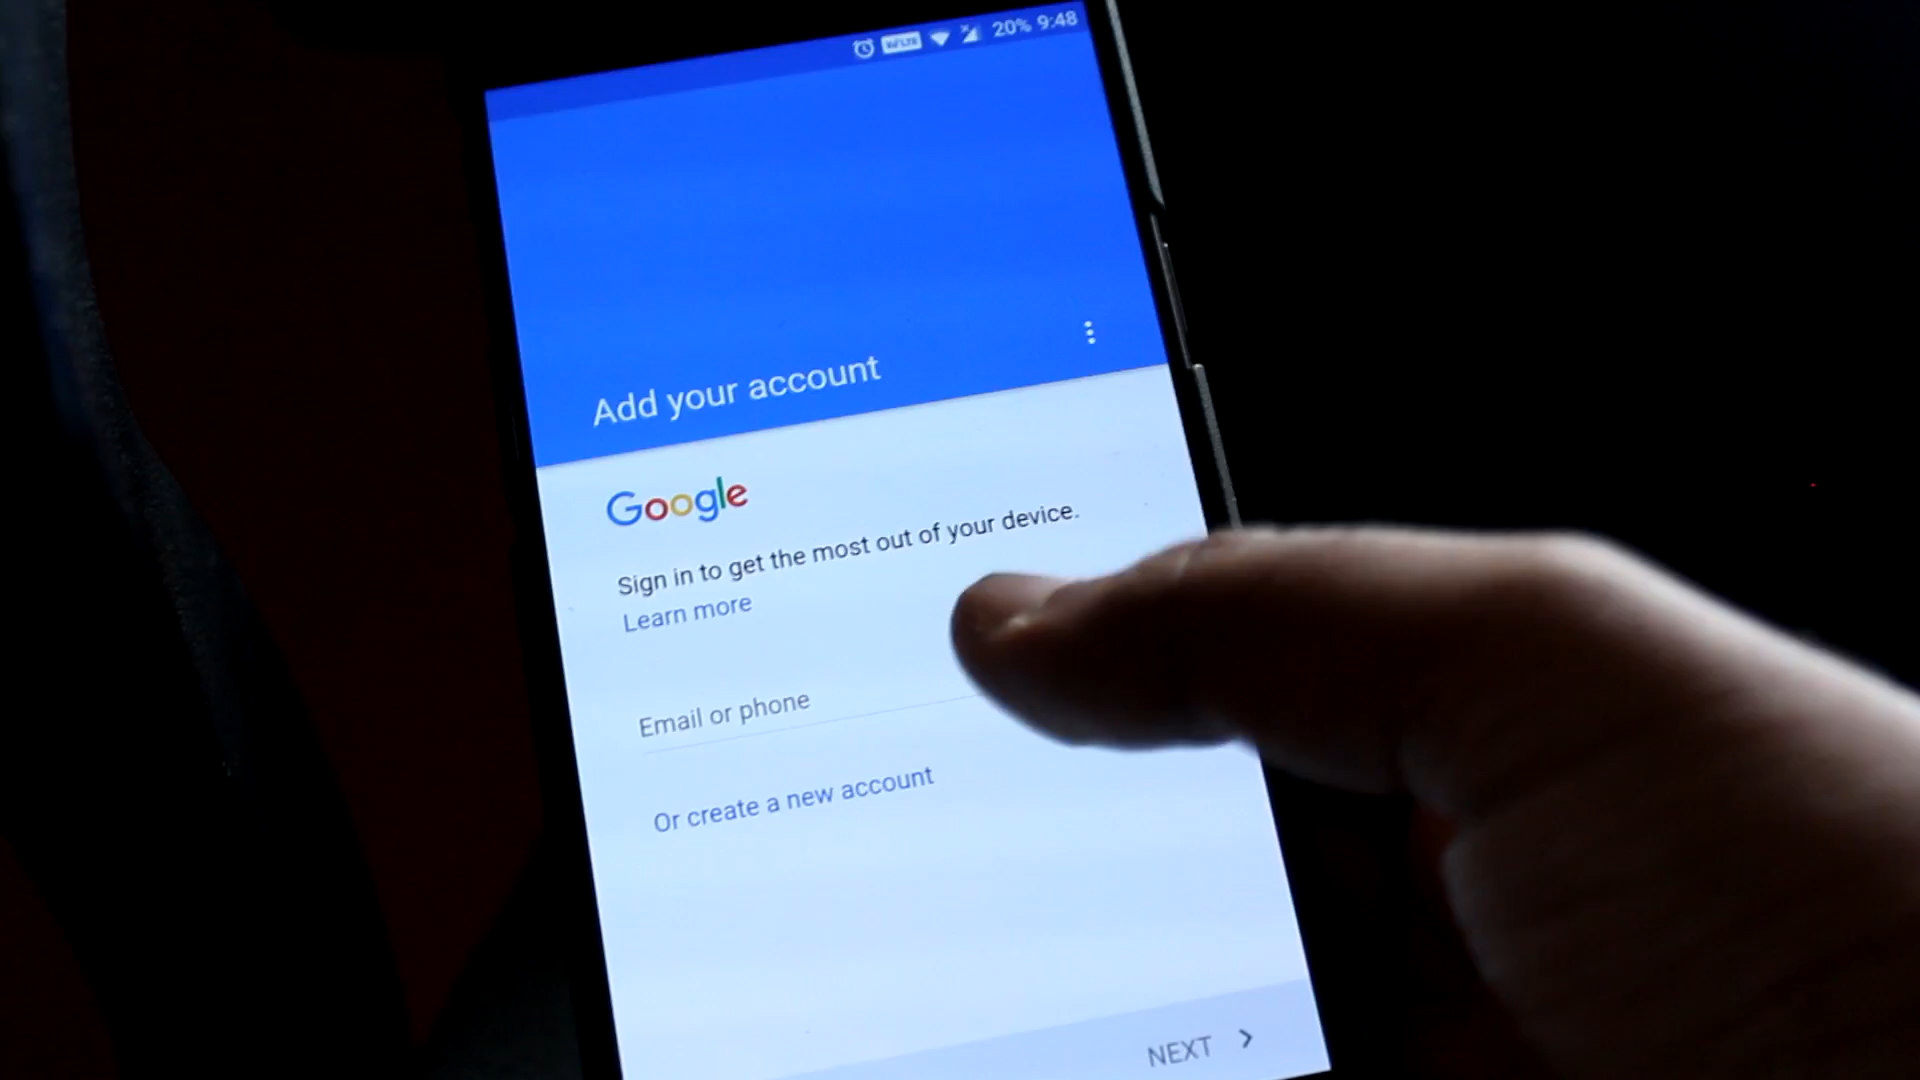 VoLTE 20% 9:48
Add your account
Google
Sign in to get the most out of your device.
Learn more
Email or phone
Or create a new account
NEXT